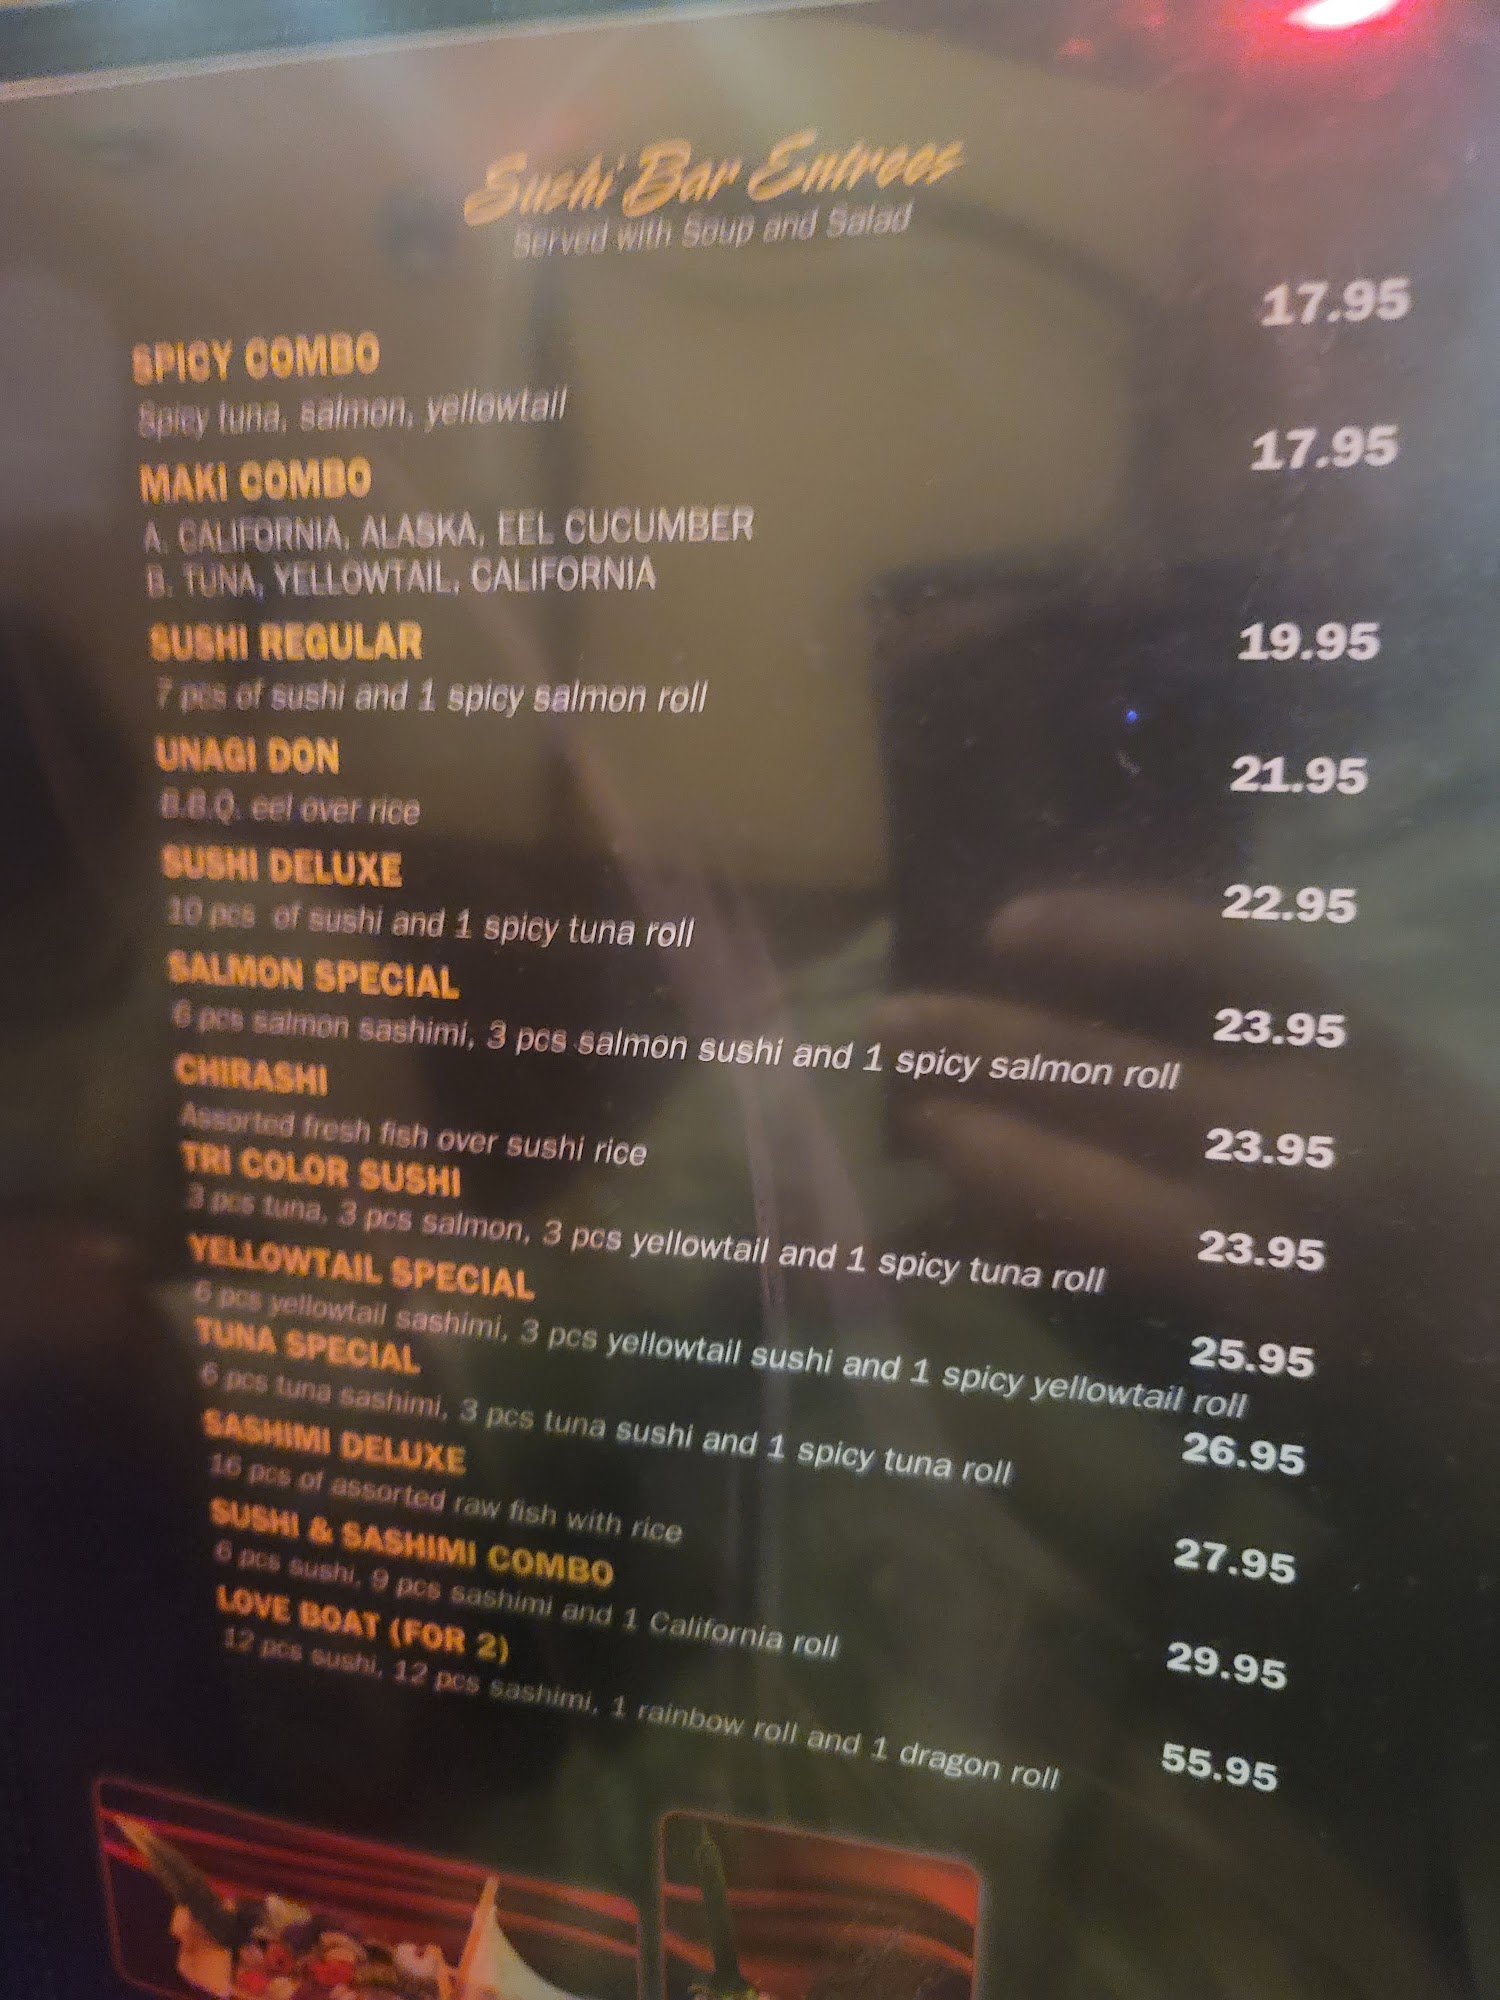 Sushi Bar Entrees
Served with Soup and Salad
SPICY COMBO 17.95
Spicy tuna, salmon, yellowtail
MAKI COMBO 17.95
A. CALIFORNIA, ALASKA, EEL CUCUMBER
B. TUNA, YELLOWTAIL, CALIFORNIA
SUSHI REGULAR 19.95
7 pcs of sushi and 1 spicy salmon roll
UNAGI DON 21.95
B.B.Q. eel over rice
SUSHI DELUXE 22.95
10 pcs of sushi and 1 spicy tuna roll
SALMON SPECIAL 23.95
6 pcs salmon sashimi, 3 pcs salmon sushi and 1 spicy salmon roll
CHIRASHI 23.95
Assorted fresh fish over sushi rice
TRI COLOR SUSHI 23.95
3 pcs tuna, 3 pcs salmon, 3 pcs yellowtail and 1 spicy tuna roll
YELLOWTAIL SPECIAL 25.95
6 pcs yellowtail sashimi, 3 pcs yellowtail sushi and 1 spicy yellowtail roll
TUNA SPECIAL 26.95
6 pcs tuna sashimi, 3 pcs tuna sushi and 1 spicy tuna roll
SASHIMI DELUXE 27.95
16 pcs of assorted raw fish with rice
SUSHI & SASHIMI COMBO 29.95
6 pcs sushi, 9 pcs sashimi and 1 California roll
LOVE BOAT (FOR 2) 55.95
12 pcs sushi, 12 pcs sashimi, 1 rainbow roll and 1 dragon roll